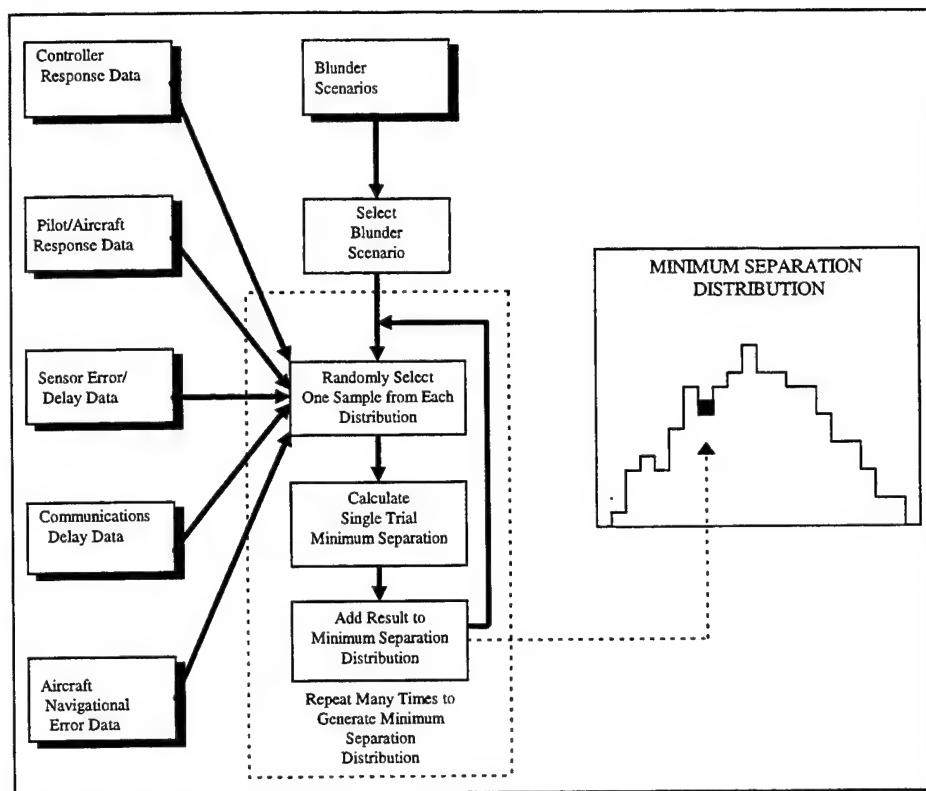 Controller
Response Data
Blunder
Scenarios
Pilot/Aircraft
Response Data
Select
Blunder
Scenario
MINIMUM SEPARATION
DISTRIBUTION
Sensor Error/
Delay Data
Randomly Select
One Sample from Each
Distribution
Communications
Delay Data
Calculate
Single Trial
Minimum Separation
Add Result to
Minimum Separation
Distribution
Aircraft
Navigational
Error Data
Repeat Many Times to
Generate Minimum
Separation
Distribution